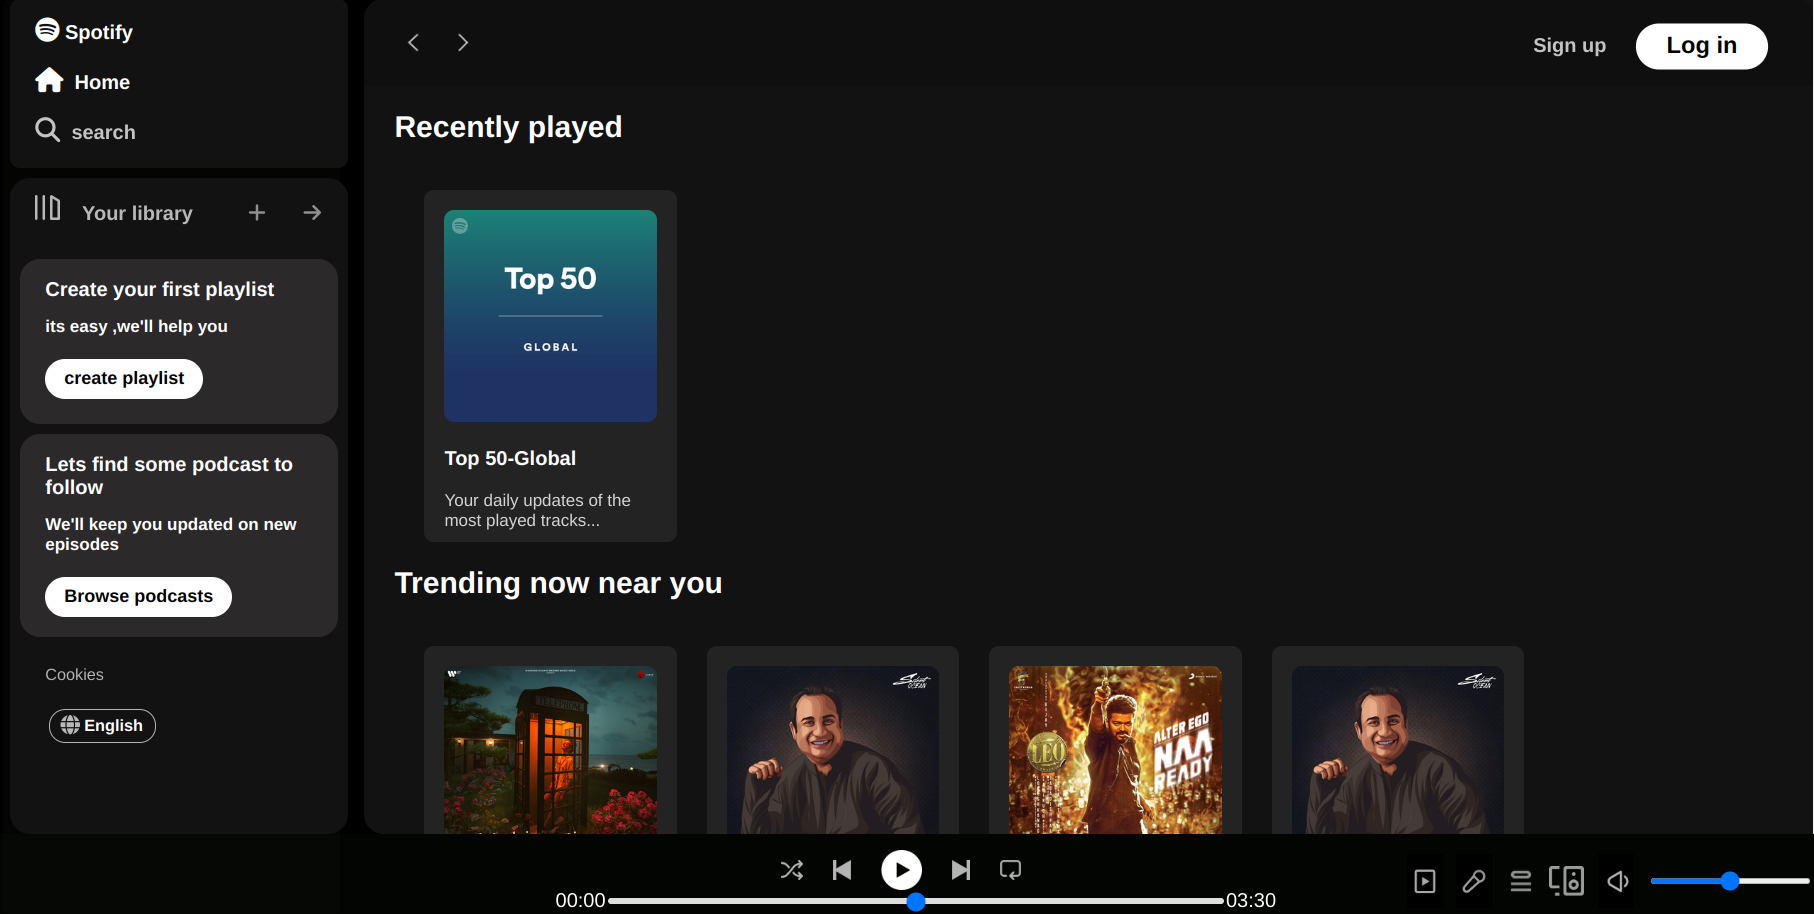 Spotify
Home
search
Your library
Create your first playlist
its easy ,we'll help you
create playlist
Lets find some podcast to
follow
We'll keep you updated on new
episodes
Browse podcasts
Cookies
English
Sign up
Log in
Recently played
Top 50
GLOBAL
Top 50-Global
Your daily updates of the
most played tracks...
Trending now near you
TELEPHONE
ALTER EGO
NAA
READY
LEO
00:00
03:30